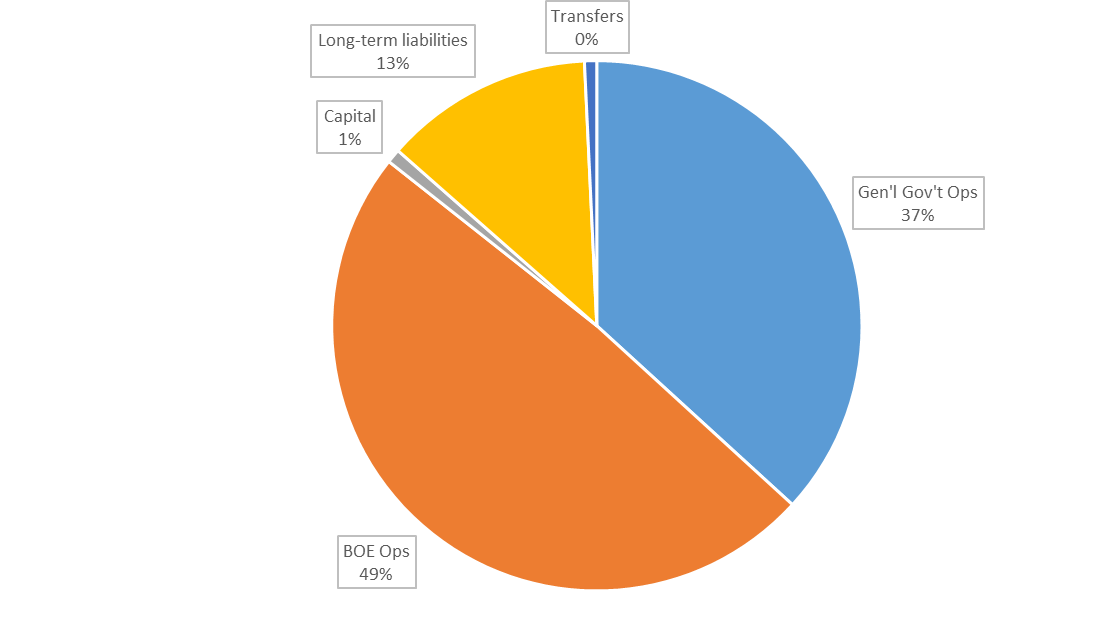 Transfers
0%
Long-term liabilities
13%
Capital
1%
Gen'l Gov't Ops
37%
BOE Ops
49%